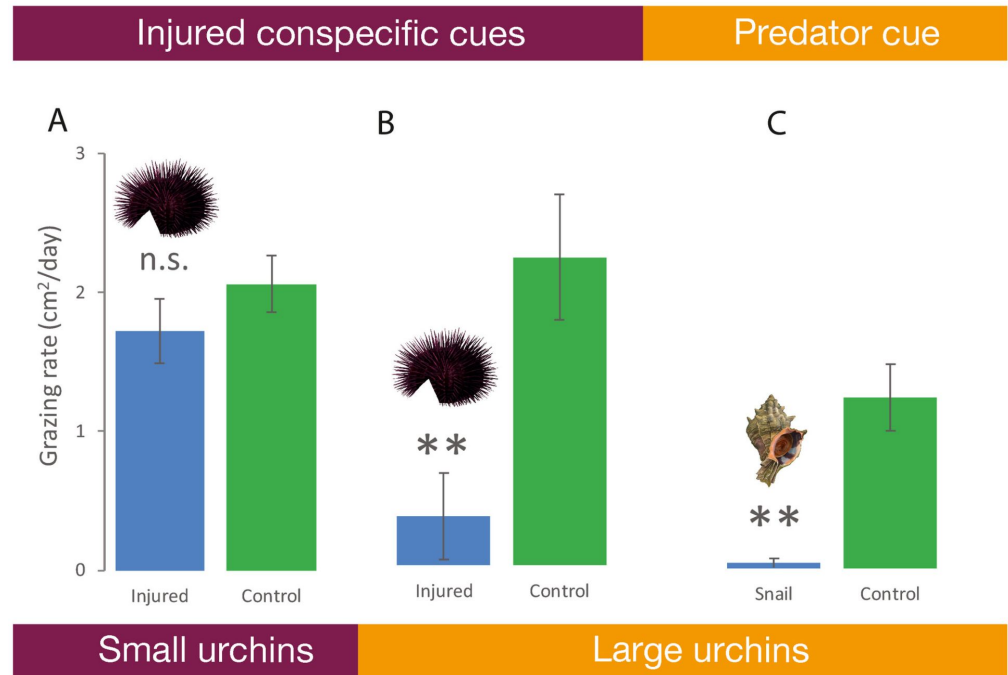 Injured conspecific cues
Predator cue
A
B
C
Grazing rate (cm²/day)
3
2
1
0
n.s.
**
**
Injured
Control
Injured
Control
Snail
Control
Small urchins
Large urchins